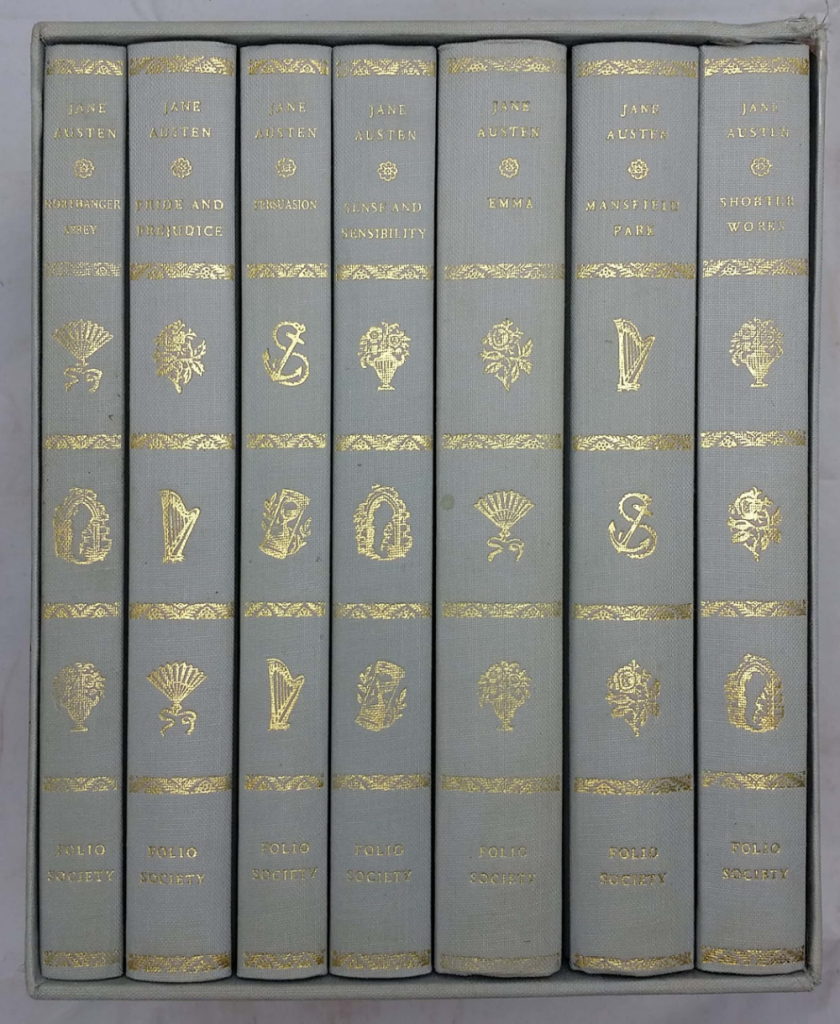 JANE
AUSTEN
NORTHANGER
ABBEY
FOLIO
SOCIETY
JANE
AUSTEN
PRIDE AND
PREJUDICE
FOLIO
SOCIETY
JANE
AUSTEN
PERSUASION
FOLIO
SOCIETY
JANE
AUSTEN
SENSE AND
SENSIBILITY
FOLIO
SOCIETY
JANE
AUSTEN
EMMA
FOLIO
SOCIETY
JANE
AUSTEN
MANSFIELD
PARK
FOLIO
SOCIETY
JANE
AUSTEN
SHORTER
WORKS
FOLIO
SOCIETY